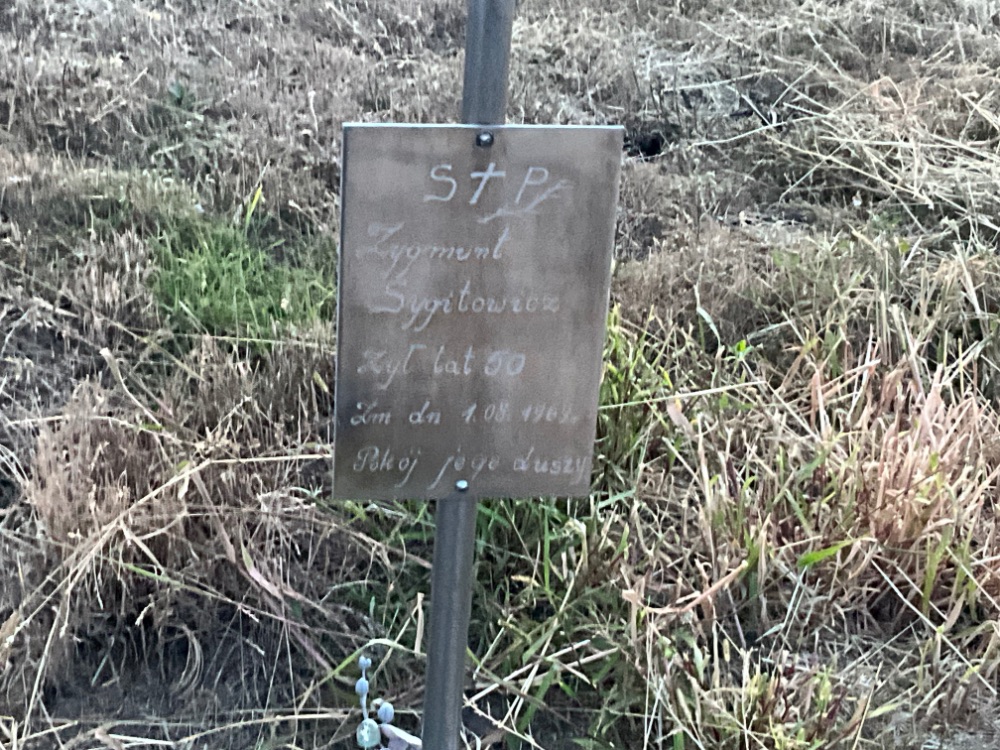 S † P
Zygmunt
Sygitowicz
Żył lat 50
Zm dn 1.08.1969.
Pokój jego duszy